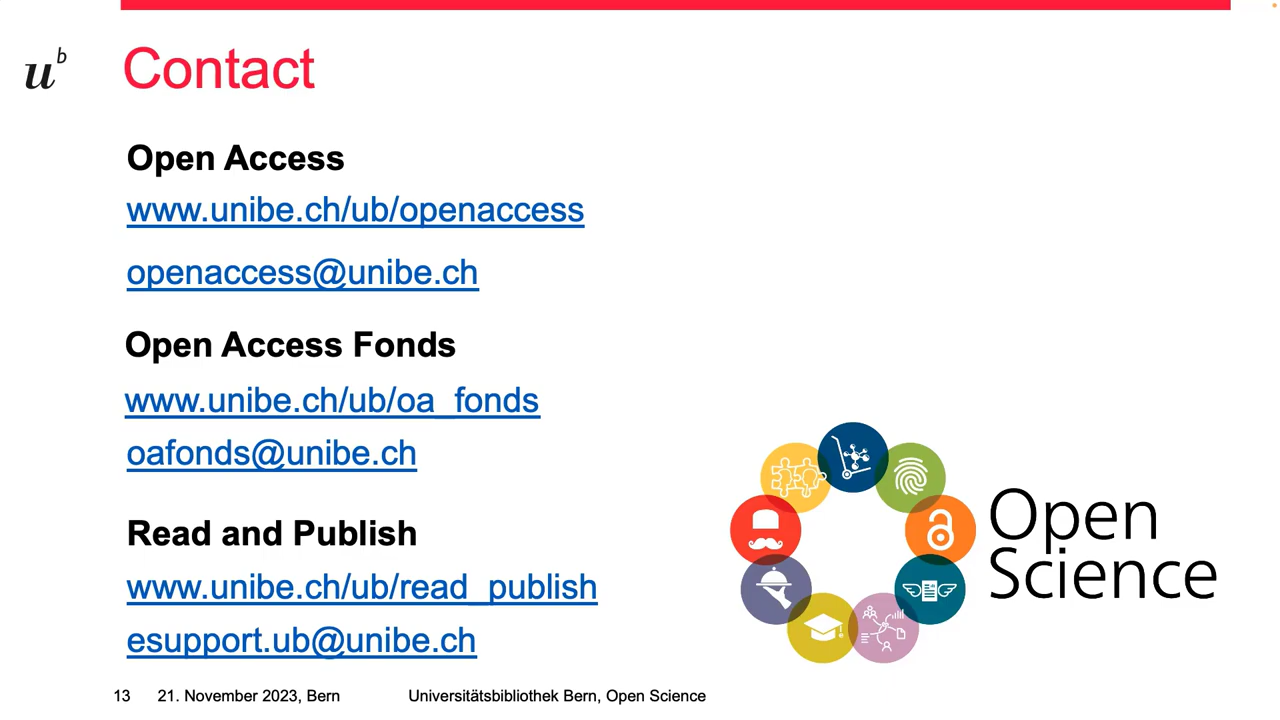 u b
Contact
Open Access
www.unibe.ch/ub/openaccess
openaccess@unibe.ch
Open Access Fonds
www.unibe.ch/ub/oa_fonds
oafonds@unibe.ch
Read and Publish
www.unibe.ch/ub/read_publish
esupport.ub@unibe.ch
Open
Science
13 21. November 2023, Bern Universitätsbibliothek Bern, Open Science